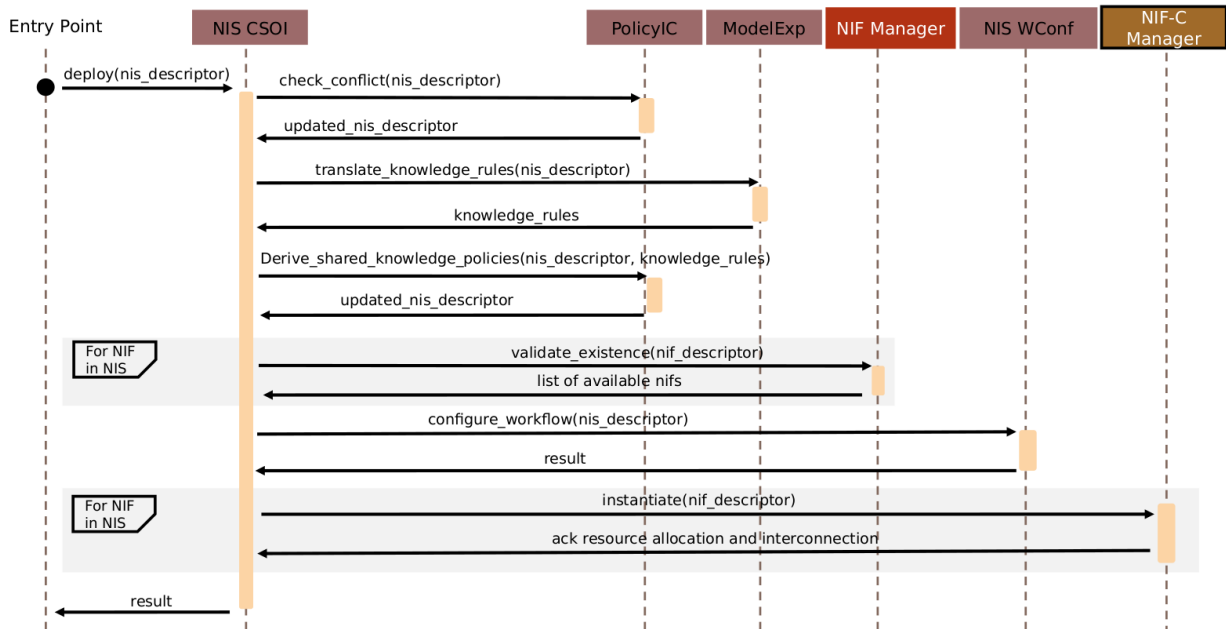 Entry Point
NIS CSOI
PolicyIC
ModelExp
NIF Manager
NIS WConf
NIF-C
Manager
deploy(nis_descriptor)
check_conflict(nis_descriptor)
updated_nis_descriptor
translate_knowledge_rules(nis_descriptor)
knowledge_rules
Derive_shared_knowledge_policies(nis_descriptor, knowledge_rules)
updated_nis_descriptor
For NIF
in NIS
validate_existence(nif_descriptor)
list of available nifs
configure_workflow(nis_descriptor)
result
For NIF
in NIS
instantiate(nif_descriptor)
ack resource allocation and interconnection
result